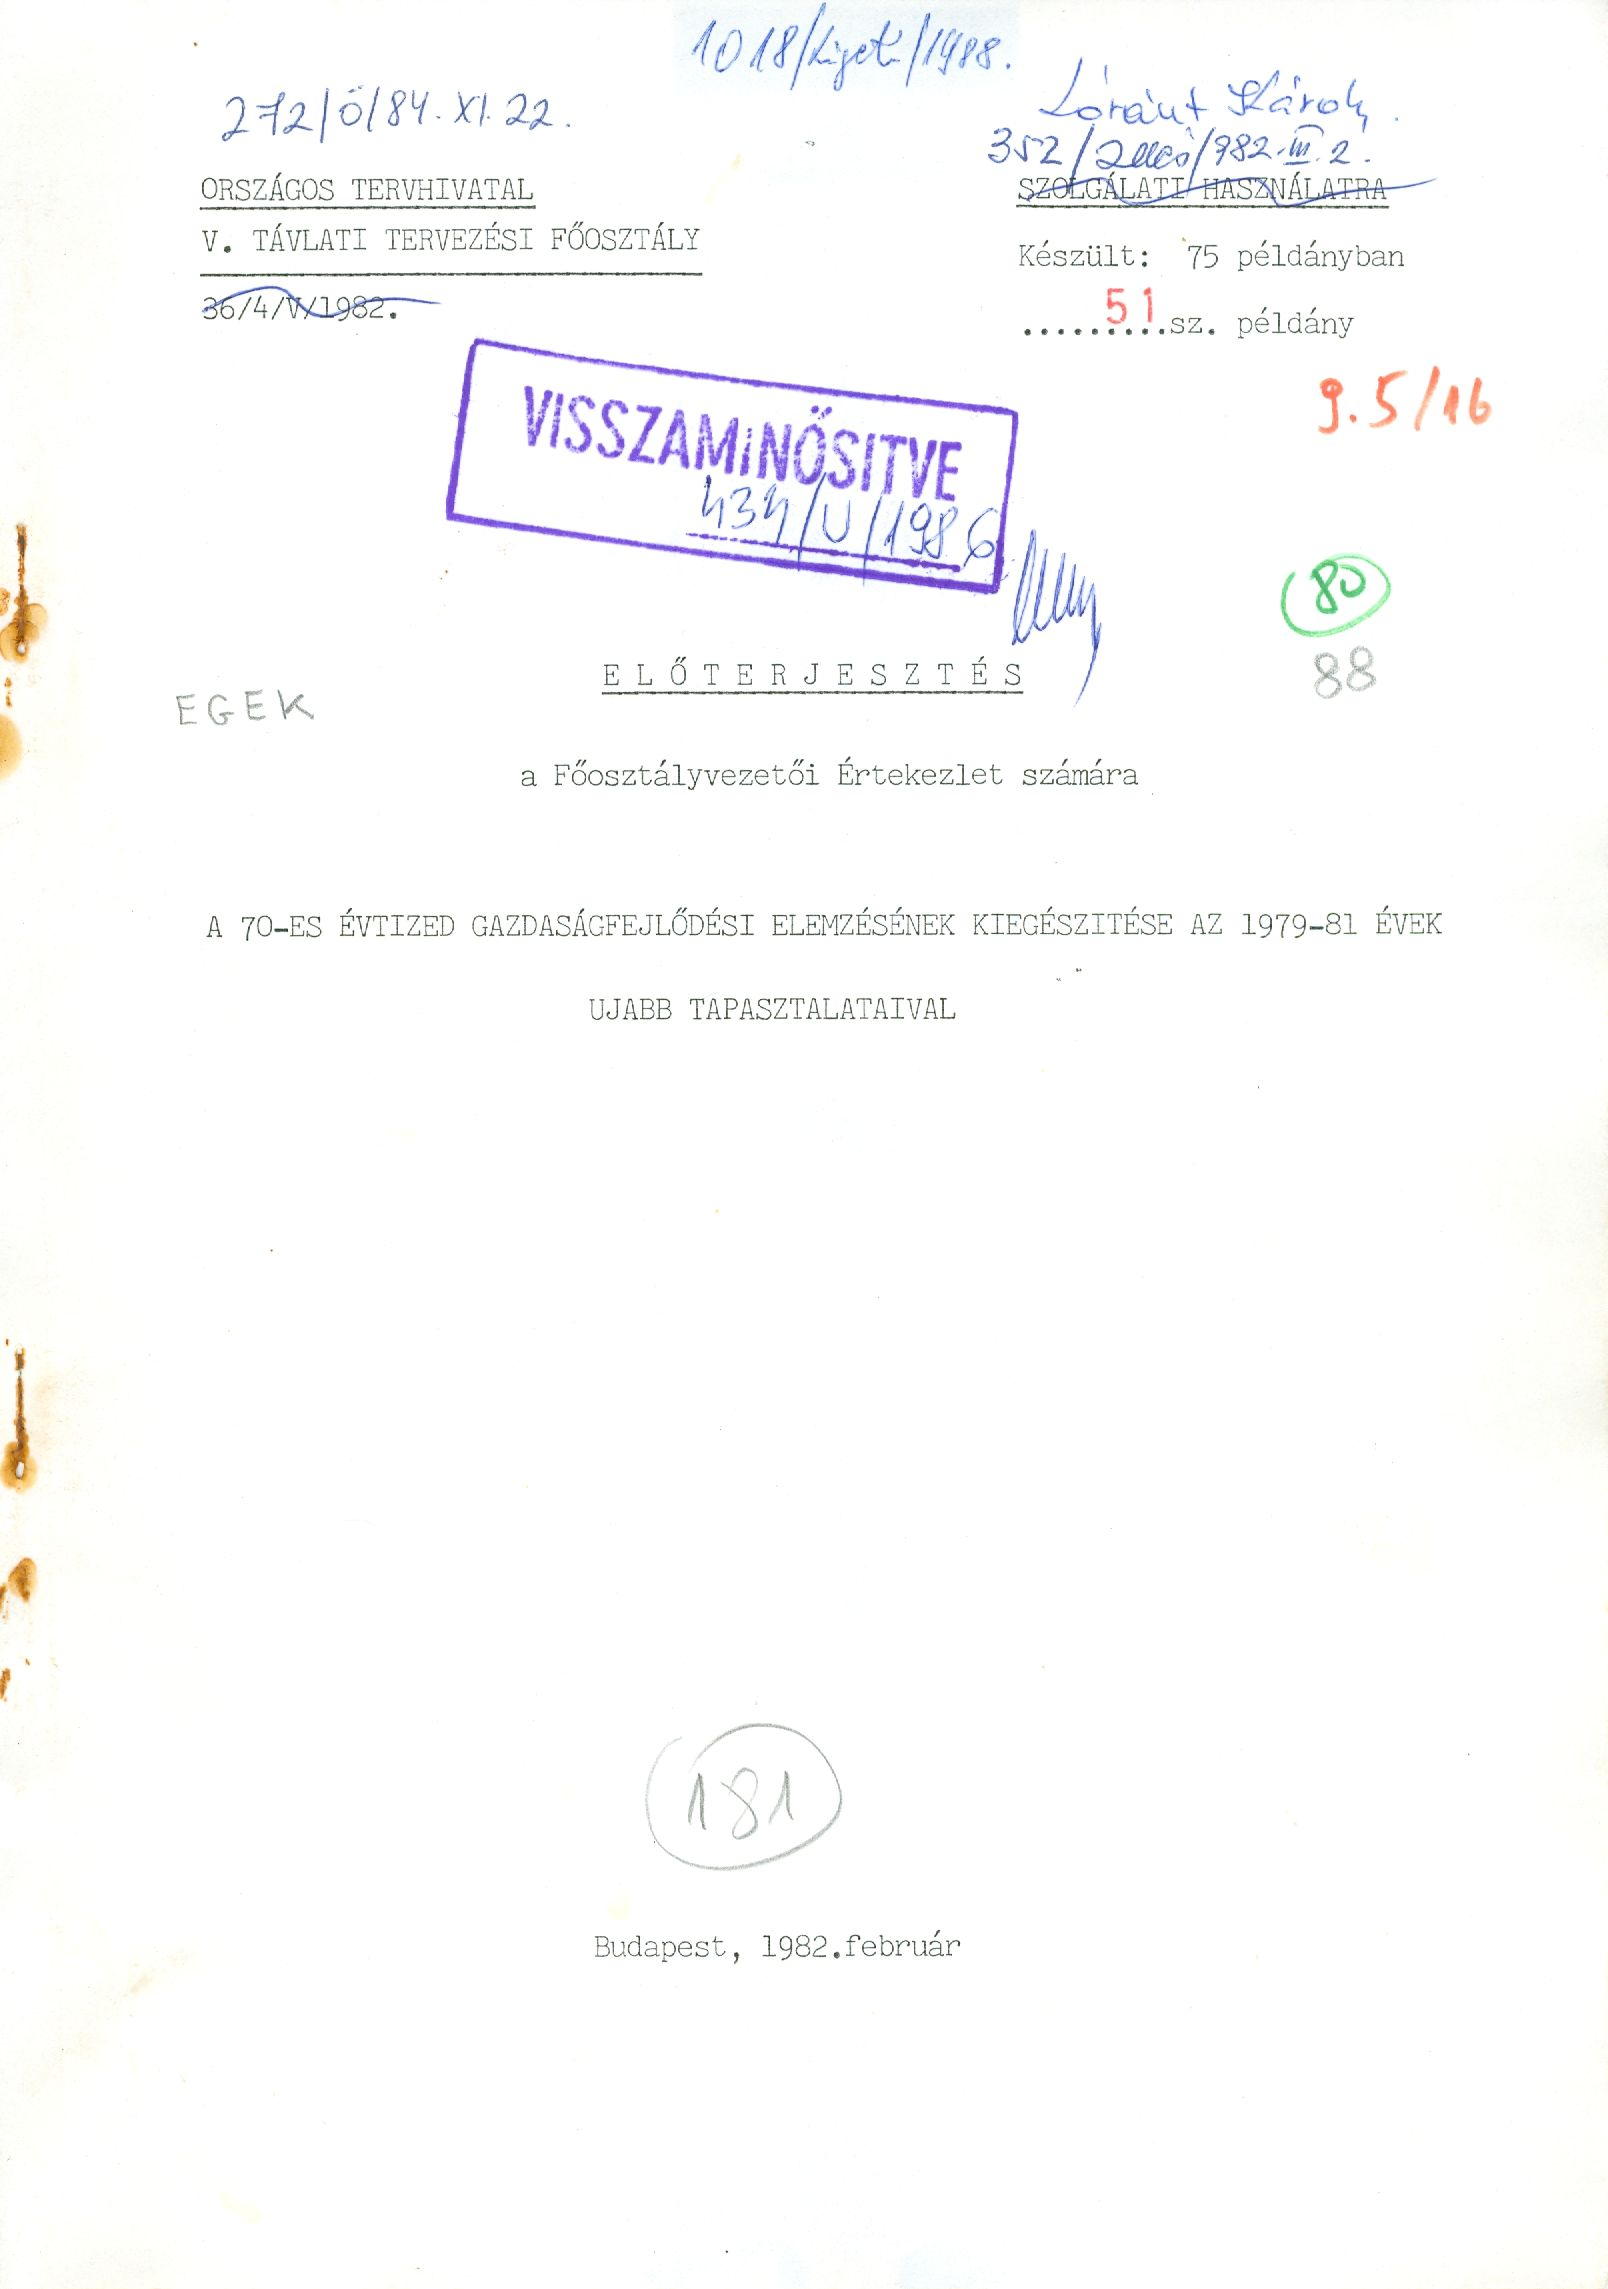 1018/Ligeti/1988.
272/Ö/84. XI. 22.
Lóránt Károly.
352/ /982. III. 2.
ORSZÁGOS TERVHIVATAL
SZOLGÁLATI HASZNÁLATRA
V. TÁVLATI TERVEZÉSI FŐOSZTÁLY
Készült: 75 példányban
36/4/V/1982.
.........51.sz. példány
9.5/16
VISSZAMiNŐSITVE
434/U/1986
80
ELŐTERJESZTÉS
88
EGEK
a Főosztályvezetői Értekezlet számára
A 70-ES ÉVTIZED GAZDASÁGFEJLŐDÉSI ELEMZÉSÉNEK KIEGÉSZITÉSE AZ 1979-81 ÉVEK
UJABB TAPASZTALATAIVAL
181
Budapest, 1982.február